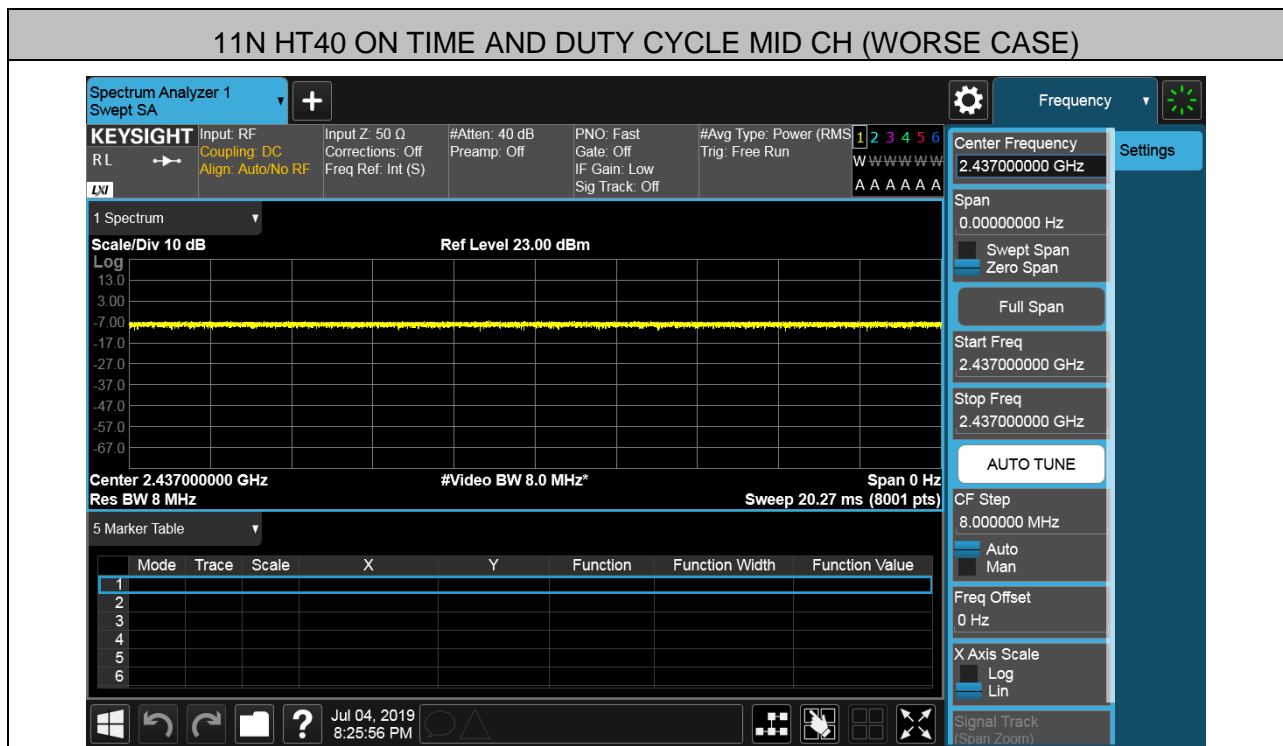 11N HT40 ON TIME AND DUTY CYCLE MID CH (WORSE CASE)
Spectrum Analyzer 1
Swept SA
Frequency
KEYSIGHT
RL
LXI
Input: RF
Coupling: DC
Align: Auto/No RF
Input Z: 50 Ω
Corrections: Off
Freq Ref: Int (S)
#Atten: 40 dB
Preamp: Off
PNO: Fast
Gate: Off
IF Gain: Low
Sig Track: Off
#Avg Type: Power (RMS
Trig: Free Run
1 2 3 4 5 6
W W W W W W
A A A A A A
1 Spectrum
Scale/Div 10 dB
Ref Level 23.00 dBm
Log
13.0
3.00
-7.00
-17.0
-27.0
-37.0
-47.0
-57.0
-67.0
Center 2.437000000 GHz
#Video BW 8.0 MHz*
Span 0 Hz
Res BW 8 MHz
Sweep 20.27 ms (8001 pts)
5 Marker Table
Mode Trace Scale X Y Function Function Width Function Value
1
2
3
4
5
6
Jul 04, 2019
8:25:56 PM
Center Frequency
2.437000000 GHz
Settings
Span
0.00000000 Hz
Swept Span
Zero Span
Full Span
Start Freq
2.437000000 GHz
Stop Freq
2.437000000 GHz
AUTO TUNE
CF Step
8.000000 MHz
Auto
Man
Freq Offset
0 Hz
X Axis Scale
Log
Lin
Signal Track
(Span Zoom)